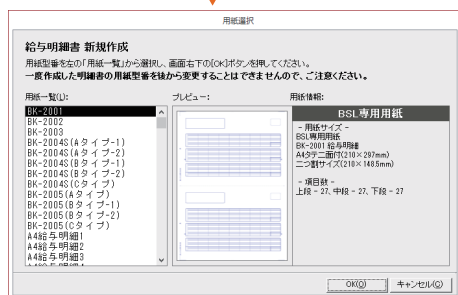 用紙選択
給与明細書 新規作成
用紙型番を左の「用紙一覧」から選択し、画面右下の[OK]ボタンを押してください。
一度作成した明細書の用紙型番を後から変更することはできませんので、ご注意ください。
用紙一覧(L):
BK-2001
BK-2002
BK-2003
BK-2004S(Aタイプ-1)
BK-2004S(Aタイプ-2)
BK-2004S(Bタイプ-1)
BK-2004S(Bタイプ-2)
BK-2004S(Cタイプ)
BK-2005(Aタイプ)
BK-2005(Bタイプ-1)
BK-2005(Bタイプ-2)
BK-2005(Cタイプ)
A4給与明細1
A4給与明細2
A4給与明細3
プレビュー:
用紙情報:
BSL専用用紙
- 用紙サイズ -
BSL専用用紙
BK-2001 給与明細
A4タテ二面付(210×297mm)
二つ割サイズ(210×148.5mm)
- 項目数 -
上段 - 27、中段 - 27、下段 - 27
OK(O)
キャンセル(C)